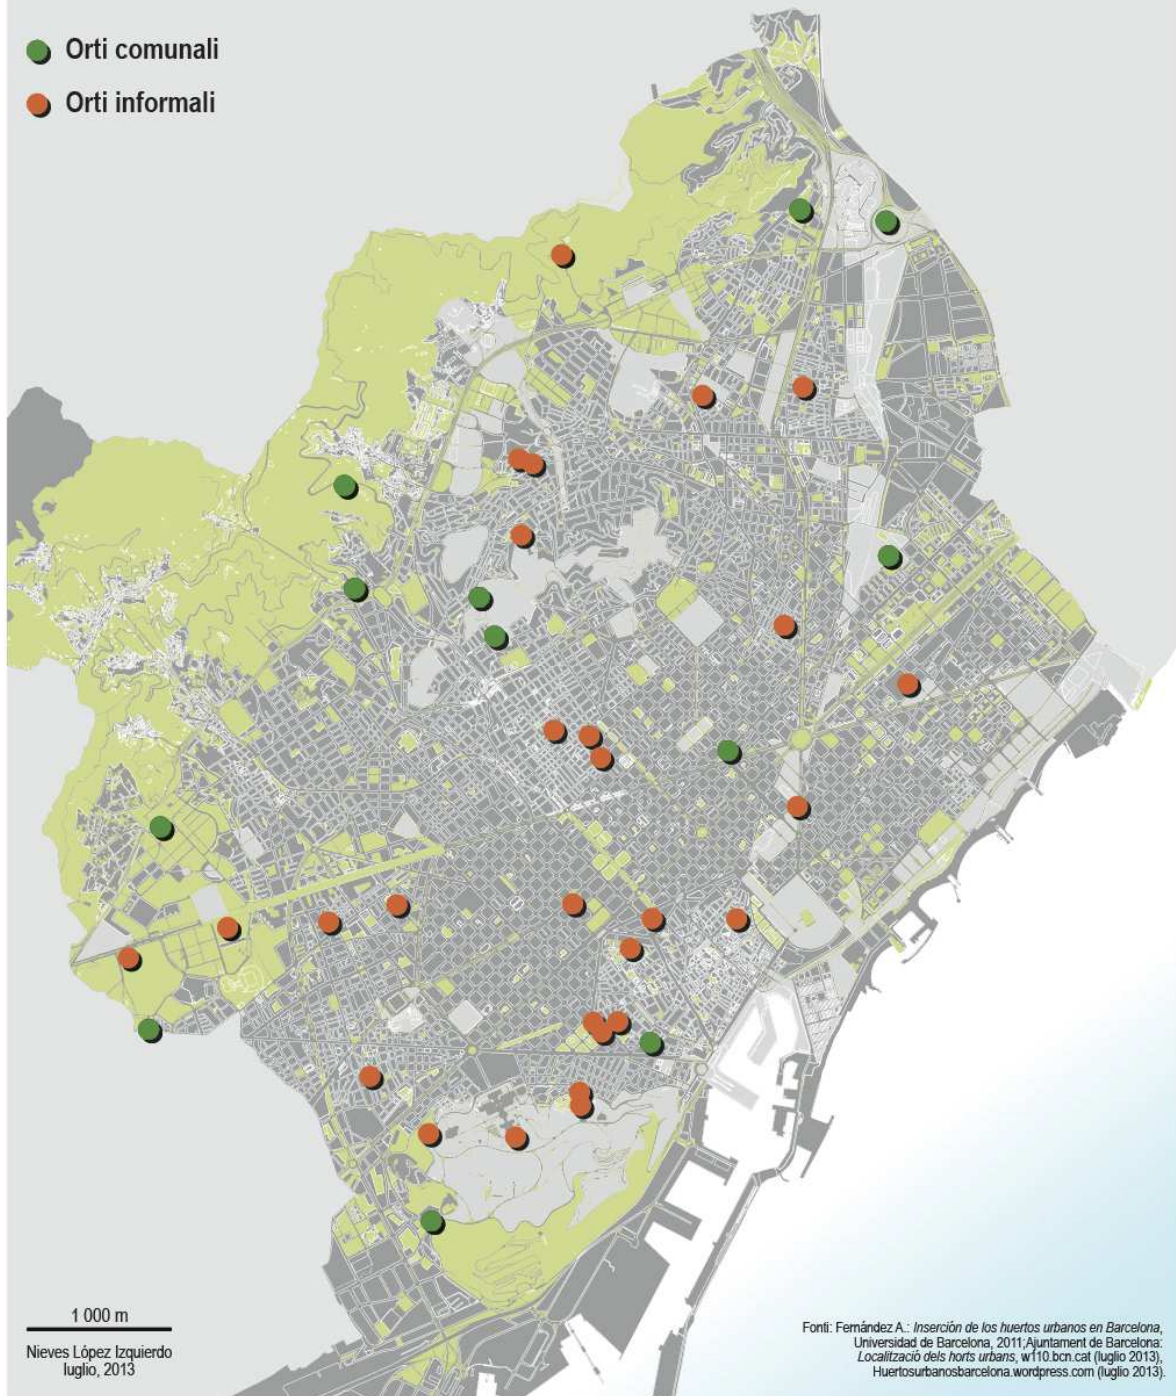 Orti comunali
Orti informali
1 000 m
Nieves López Izquierdo
luglio, 2013
Fonti: Fernández A.: Inserción de los huertos urbanos en Barcelona,
Universidad de Barcelona, 2011;Ajuntament de Barcelona:
Localització dels horts urbans, w110.bcn.cat (luglio 2013),
Huertosurbanosbarcelona.wordpress.com (luglio 2013).